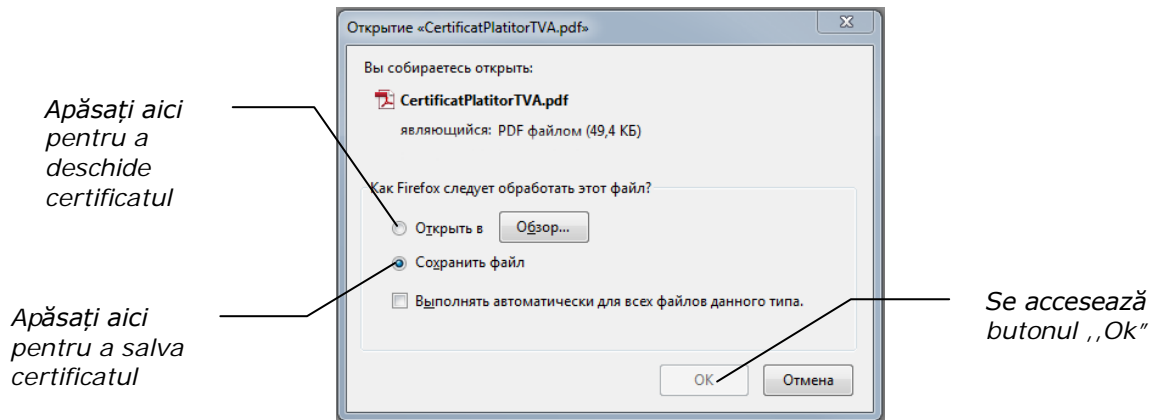 Открытие «CertificatPlatitorTVA.pdf»
Вы собираетесь открыть:
CertificatPlatitorTVA.pdf
являющийся: PDF файлом (49,4 КБ)
Как Firefox следует обработать этот файл?
Открыть в Обзор...
Сохранить файл
Выполнять автоматически для всех файлов данного типа.
OK Отмена
Apăsați aici
pentru a
deschide
certificatul
Apăsați aici
pentru a salva
certificatul
Se accesează
butonul ,,Ok”